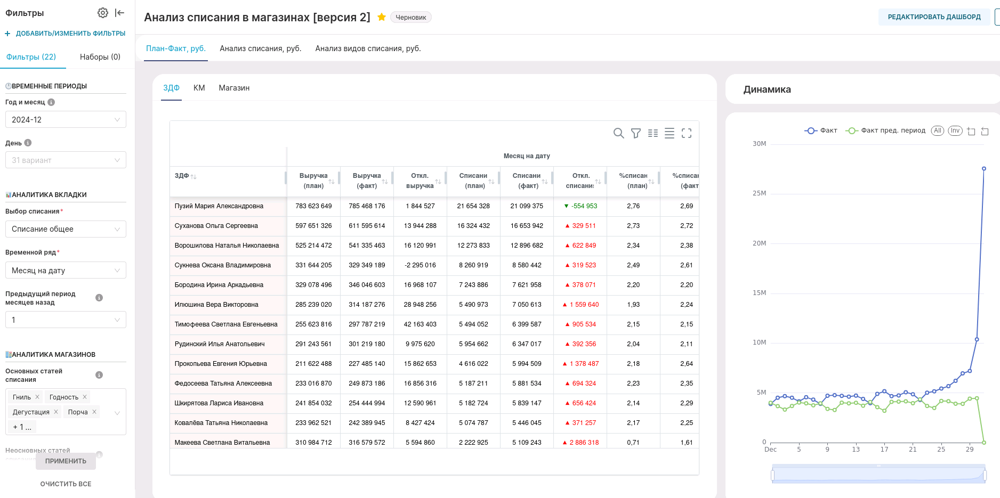 Фильтры
ДОБАВИТЬ/ИЗМЕНИТЬ ФИЛЬТРЫ
Фильтры (22) Наборы (0)
ВРЕМЕННЫЕ ПЕРИОДЫ
Год и месяц
2024-12
День
31 вариант
АНАЛИТИКА ВКЛАДКИ
Выбор списания*
Списание общее
Временной ряд*
Месяц на дату
Предыдущий период
месяцев назад
1
АНАЛИТИКА МАГАЗИНОВ
Основных статей
списания
Гниль Годность
Дегустация Порча
+ 1 ...
Неосновных статей
ПРИМЕНИТЬ
ОЧИСТИТЬ ВСЕ
Анализ списания в магазинах [версия 2] Черновик
РЕДАКТИРОВАТЬ ДАШБОРД
План-Факт, руб. Анализ списания, руб. Анализ видов списания, руб.
ЗДФ КМ Магазин
Месяц на дату
ЗДФ Выручка (план) Выручка (факт) Откл. выручка Списани (план) Списани (факт) Откл. списани %списан (план) %списан (факт
Пузий Мария Александровна 783 623 649 785 468 176 1 844 527 21 654 328 21 099 375 ▼ -554 953 2,76 2,69
Суханова Ольга Сергеевна 597 651 326 611 595 614 13 944 288 16 324 432 16 653 942 ▲ 329 511 2,73 2,72
Ворошилова Наталья Николаевна 525 214 472 541 335 463 16 120 991 12 273 833 12 896 682 ▲ 622 849 2,34 2,38
Сукнева Оксана Владимировна 331 644 205 329 349 189 -2 295 016 8 260 919 8 580 442 ▲ 319 523 2,49 2,61
Бородина Ирина Аркадьевна 329 078 496 346 046 603 16 968 107 7 243 886 7 621 958 ▲ 378 071 2,20 2,20
Илюшина Вера Викторовна 285 239 020 314 187 276 28 948 256 5 490 973 7 050 613 ▲ 1 559 640 1,93 2,24
Тимофеева Светлана Евгеньевна 255 623 816 297 787 219 42 163 403 5 494 052 6 399 587 ▲ 905 534 2,15 2,15
Рудинский Илья Анатольевич 291 243 561 301 219 180 9 975 620 5 954 662 6 347 017 ▲ 392 356 2,04 2,11
Прокопьева Евгения Юрьевна 211 622 488 227 485 140 15 862 653 4 616 022 5 994 509 ▲ 1 378 487 2,18 2,64
Федосеева Татьяна Алексеевна 233 016 870 249 873 186 16 856 316 5 187 211 5 881 534 ▲ 694 324 2,23 2,35
Шкирятова Лариса Ивановна 241 854 032 254 444 994 12 590 961 5 182 724 5 839 147 ▲ 656 424 2,14 2,29
Ковалёва Татьяна Николаевна 233 962 521 242 389 945 8 427 424 5 074 787 5 446 045 ▲ 371 257 2,17 2,25
Макеева Светлана Витальевна 310 984 712 316 579 572 5 594 860 2 222 925 5 109 243 ▲ 2 886 318 0,71 1,61
Динамика
Факт Факт пред. период All Inv
30M
25M
20M
15M
10M
5M
0
Dec 5 9 13 17 21 25 29